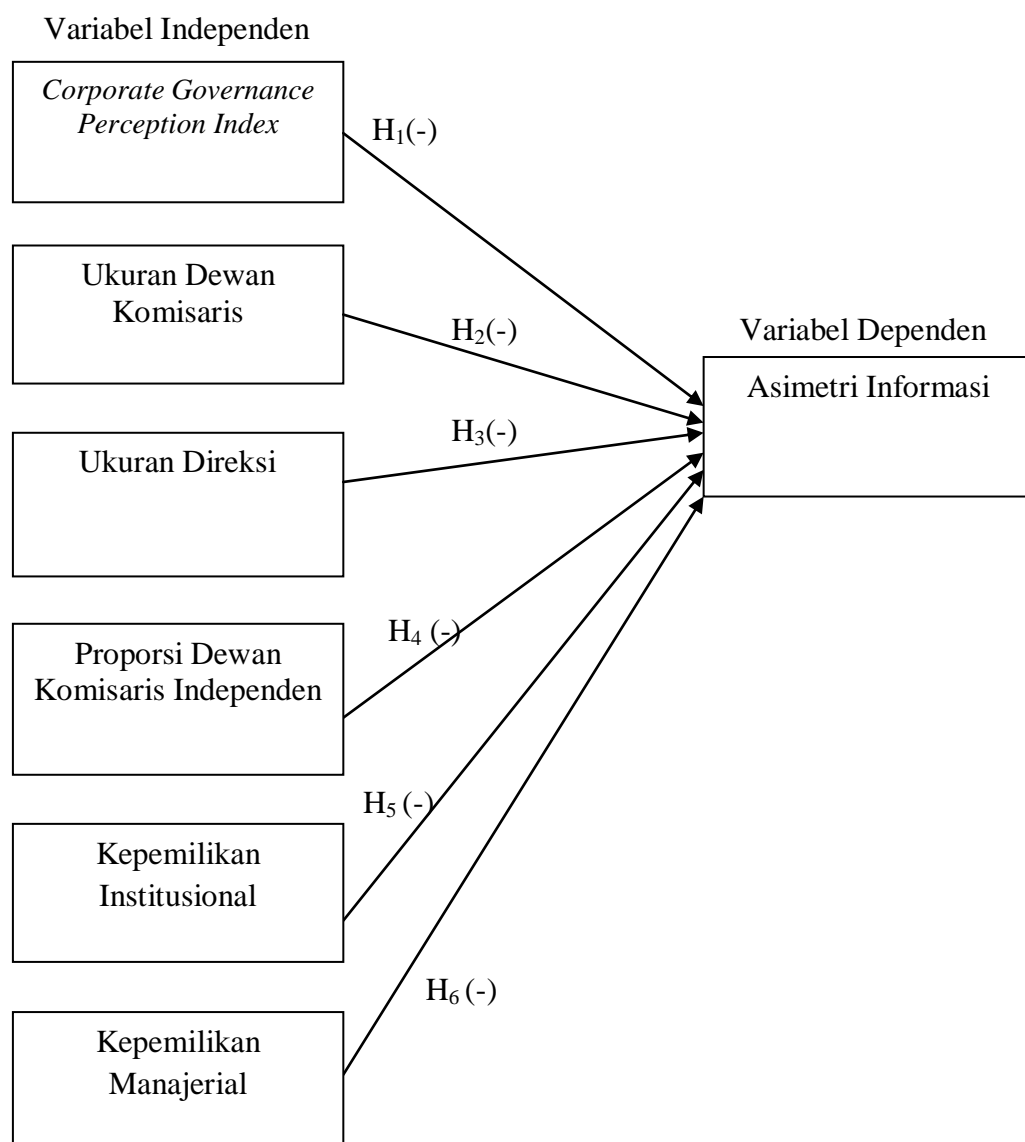 Variabel Independen
Corporate Governance
Perception Index
H₁(-)
Ukuran Dewan
Komisaris
H₂(-)
Variabel Dependen
Asimetri Informasi
Ukuran Direksi
H₃(-)
Proporsi Dewan
Komisaris Independen
H₄ (-)
Kepemilikan
Institusional
H₅ (-)
Kepemilikan
Manajerial
H₆ (-)